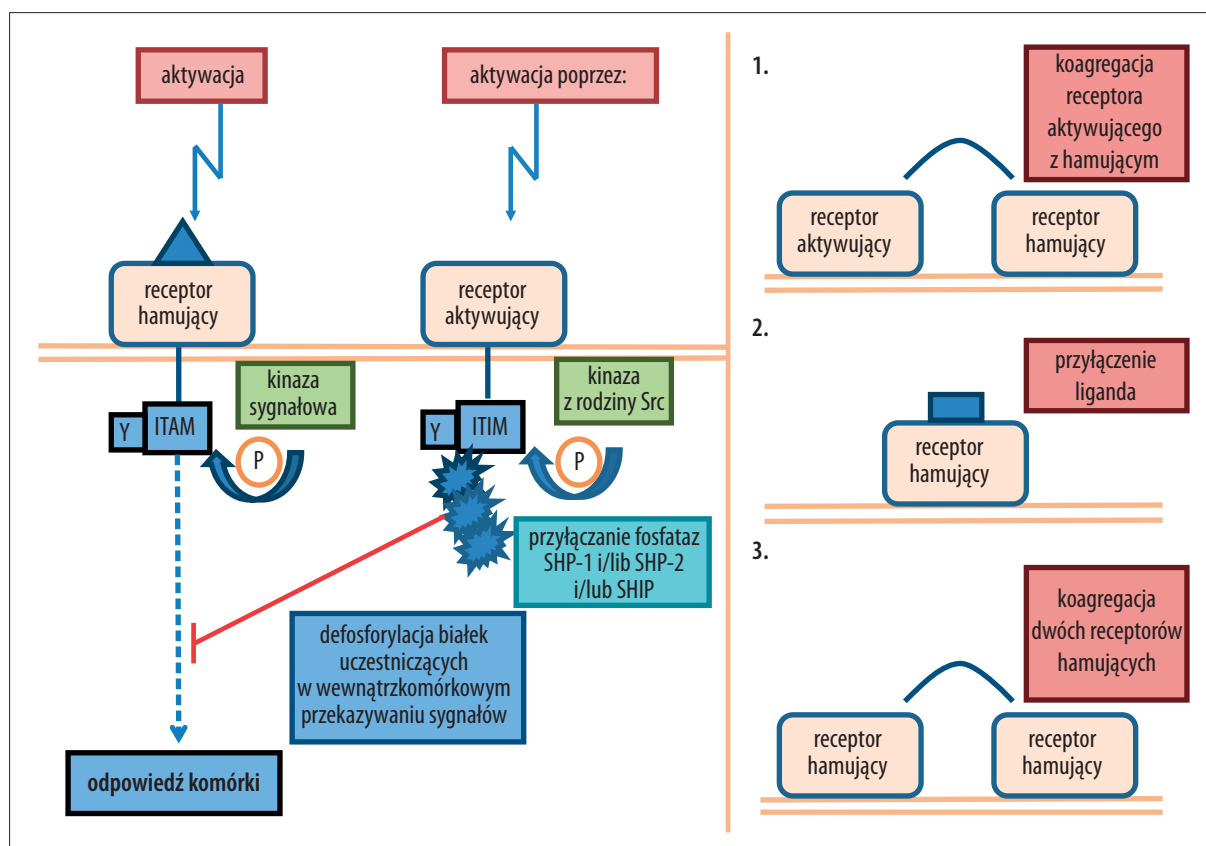 aktywacja
aktywacja poprzez:
receptor
hamujący
receptor
aktywujący
kinaza
sygnałowa
kinaza
z rodziny Src
Y
ITAM
P
Y
ITIM
P
przyłączanie fosfataz
SHP-1 i/lib SHP-2
i/lub SHIP
defosforylacja białek
uczestniczących
w wewnątrzkomórkowym
przekazywaniu sygnałów
odpowiedź komórki
1.
koagregacja
receptora
aktywującego
z hamującym
receptor
aktywujący
receptor
hamujący
2.
przyłączenie
liganda
receptor
hamujący
3.
koagregacja
dwóch receptorów
hamujących
receptor
hamujący
receptor
hamujący